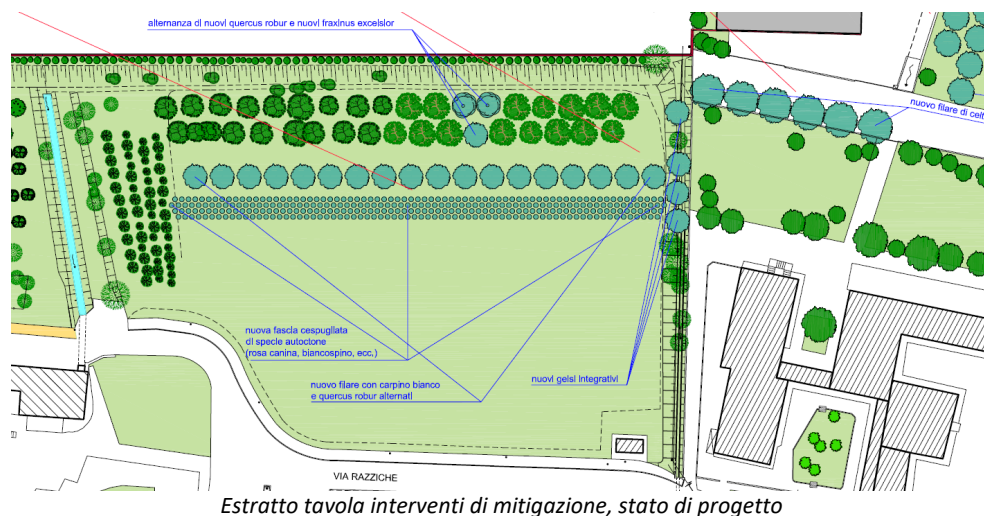 alternanza di nuovi quercus robur e nuovi fraxinus excelsior
nuovo filare di celt
nuova fascia cespugliata
di specie autoctone
(rosa canina, biancospino, ecc.)
nuovo filare con carpino bianco
e quercus robur alternati
nuovi gelsi integrativi
VIA RAZZICHE
Estratto tavola interventi di mitigazione, stato di progetto